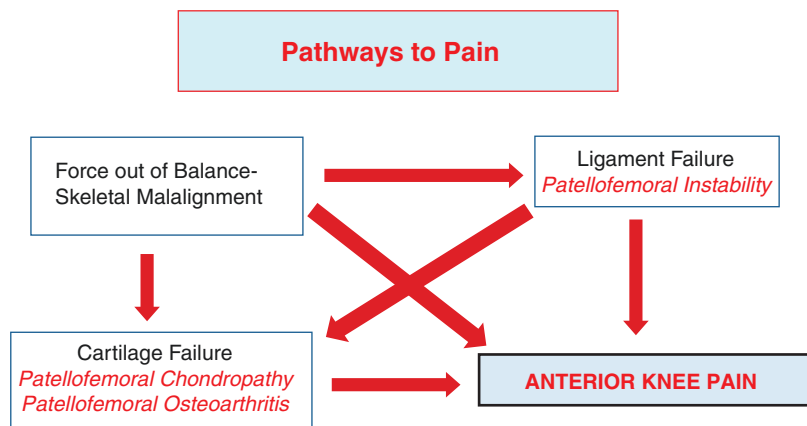 Pathways to Pain
Force out of Balance-
Skeletal Malalignment
Ligament Failure
Patellofemoral Instability
Cartilage Failure
Patellofemoral Chondropathy
Patellofemoral Osteoarthritis
ANTERIOR KNEE PAIN